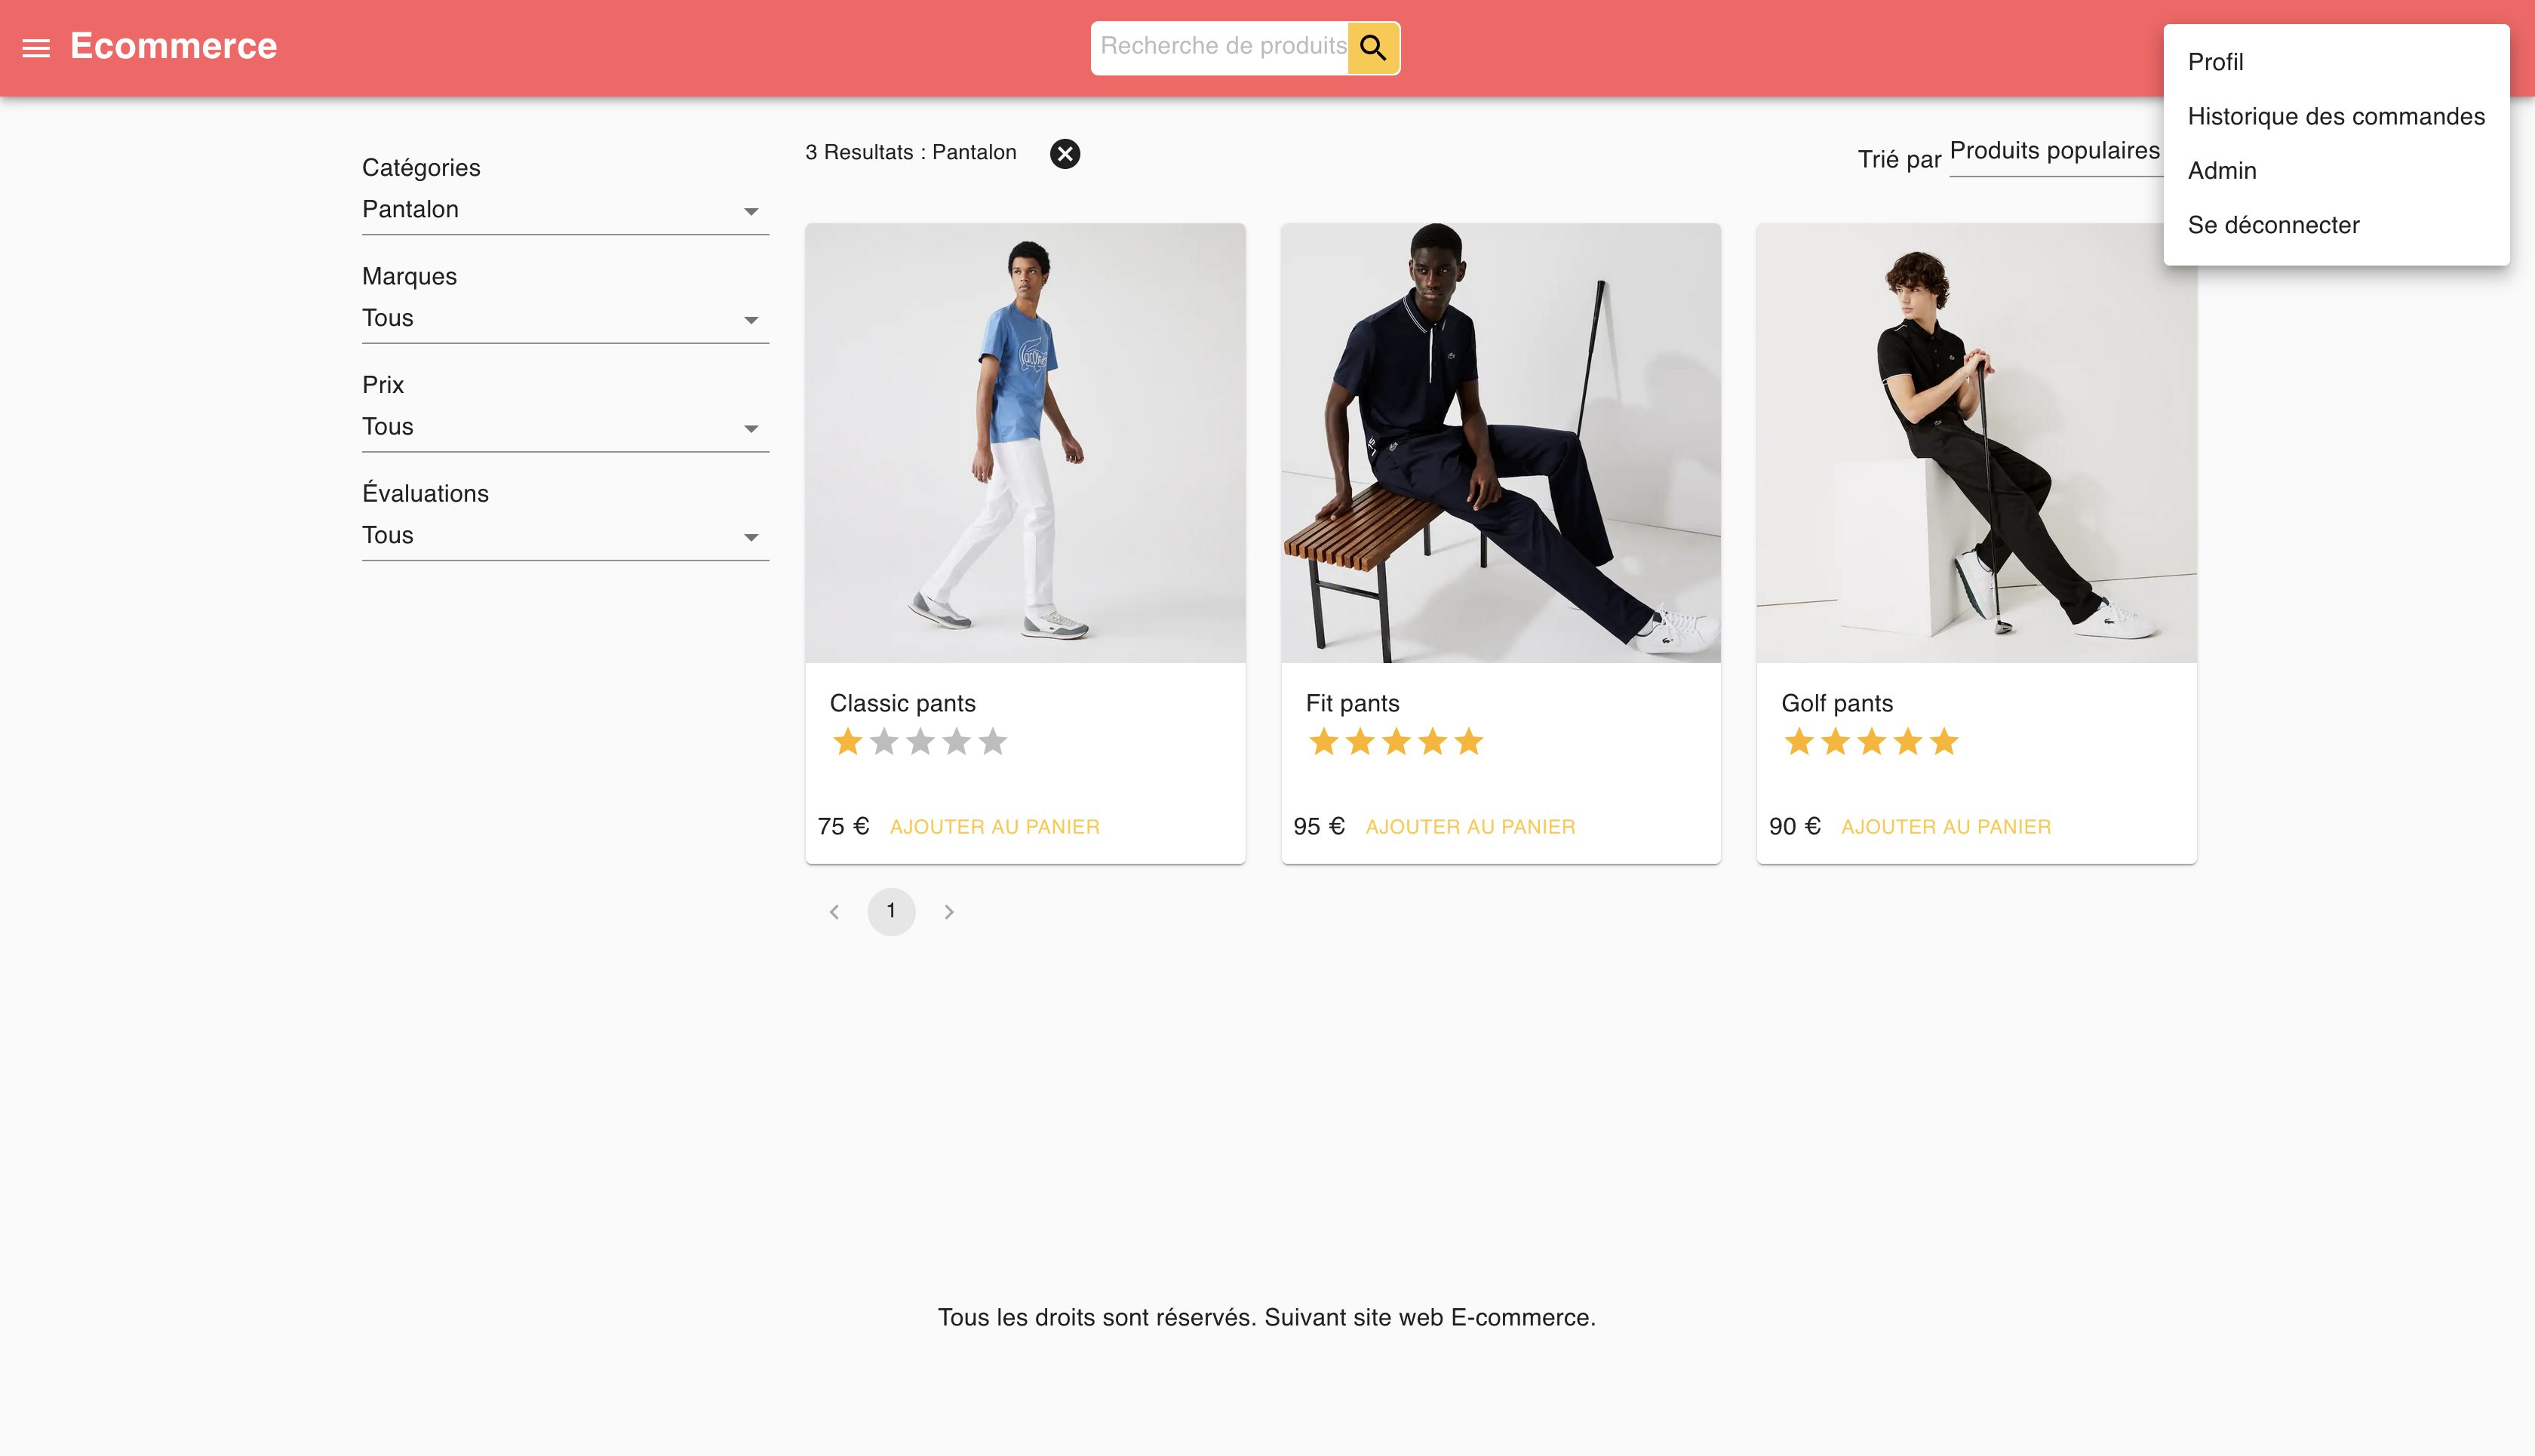 Ecommerce
Recherche de produits
Profil
Historique des commandes
Admin
Se déconnecter
Catégories
Pantalon
Marques
Tous
Prix
Tous
Évaluations
Tous
3 Resultats : Pantalon
Trié par Produits populaires
Classic pants
75 € AJOUTER AU PANIER
Fit pants
95 € AJOUTER AU PANIER
Golf pants
90 € AJOUTER AU PANIER
1
Tous les droits sont réservés. Suivant site web E-commerce.